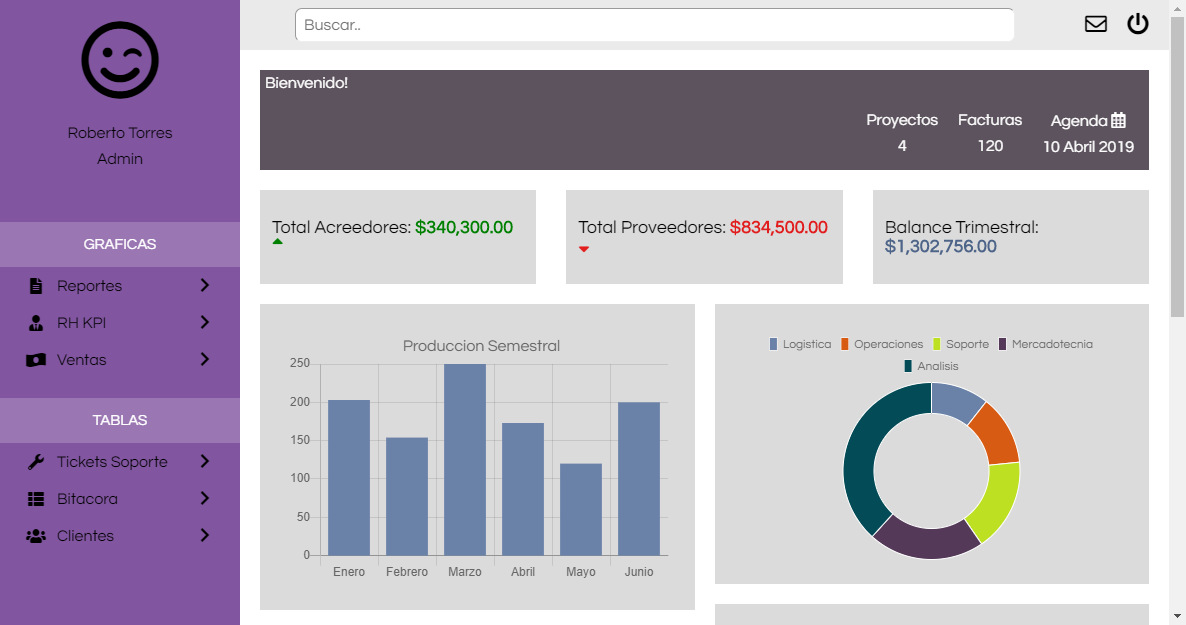 Roberto Torres
Admin
GRAFICAS
Reportes
RH KPI
Ventas
TABLAS
Tickets Soporte
Bitacora
Clientes
Buscar..
Bienvenido!
Proyectos Facturas Agenda
4 120 10 Abril 2019
Total Acreedores: $340,300.00
Total Proveedores: $834,500.00
Balance Trimestral:
$1,302,756.00
Produccion Semestral
250
200
150
100
50
0
Enero Febrero Marzo Abril Mayo Junio
Logistica Operaciones Soporte Mercadotecnia
Analisis